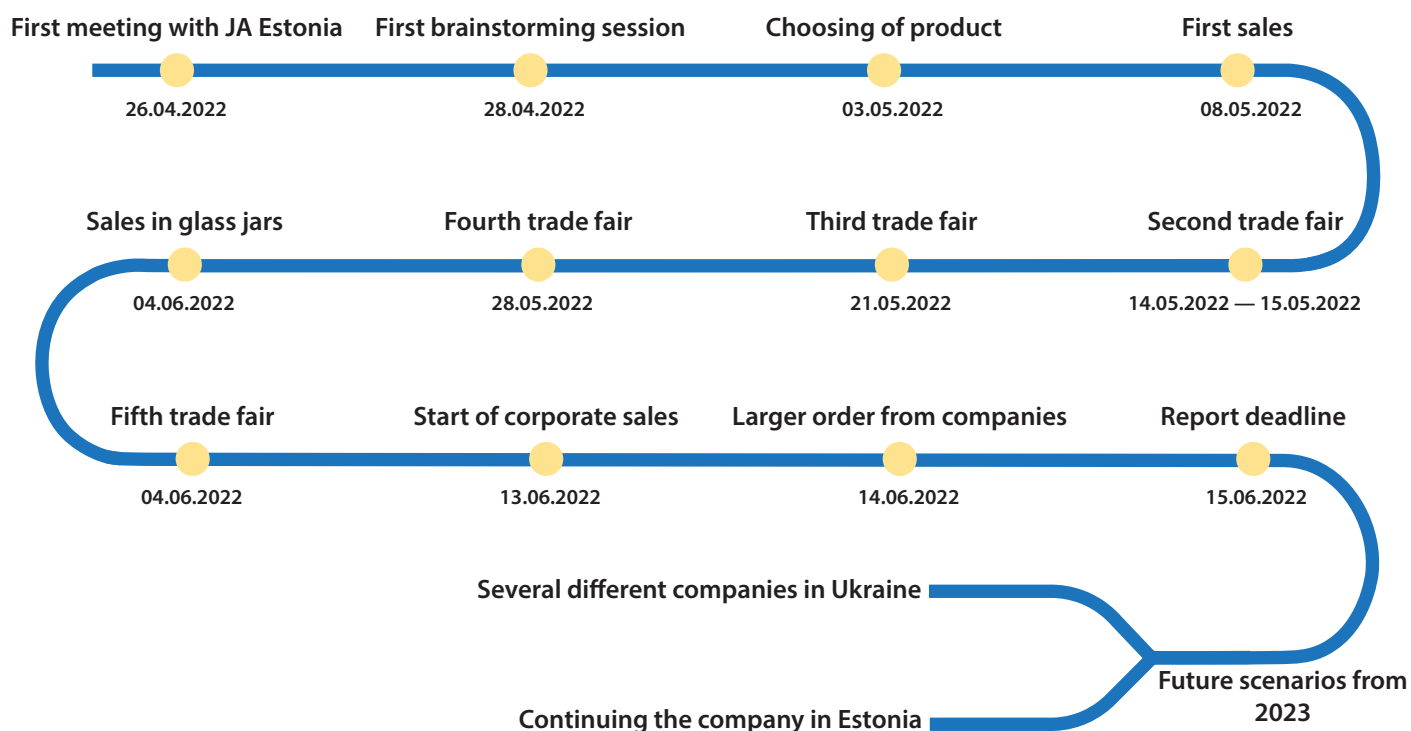 First meeting with JA Estonia
First brainstorming session
Choosing of product
First sales
26.04.2022
28.04.2022
03.05.2022
08.05.2022
Sales in glass jars
Fourth trade fair
Third trade fair
Second trade fair
04.06.2022
28.05.2022
21.05.2022
14.05.2022 — 15.05.2022
Fifth trade fair
Start of corporate sales
Larger order from companies
Report deadline
04.06.2022
13.06.2022
14.06.2022
15.06.2022
Several different companies in Ukraine
Future scenarios from
2023
Continuing the company in Estonia